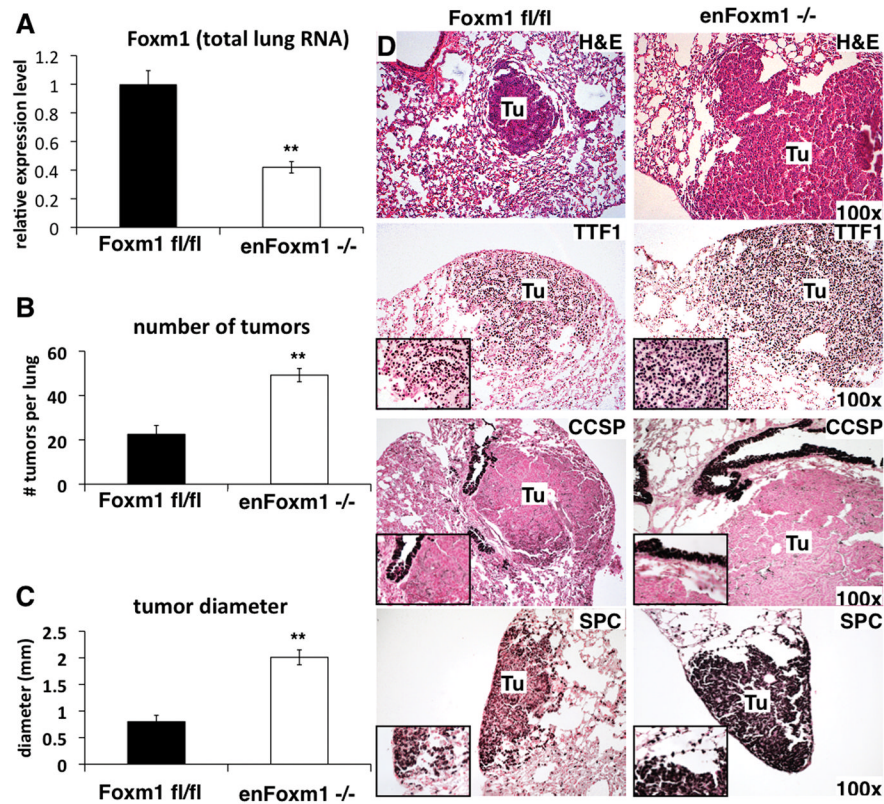 A
Foxm1 (total lung RNA)
relative expression level
1.2
1
0.8
0.6
0.4
0.2
0
**
Foxm1 fl/fl
enFoxm1 -/-
B
number of tumors
# tumors per lung
60
40
20
0
**
Foxm1 fl/fl
enFoxm1 -/-
C
tumor diameter
diameter (mm)
2.5
2
1.5
1
0.5
0
**
Foxm1 fl/fl
enFoxm1 -/-
D
Foxm1 fl/fl
enFoxm1 -/-
H&E
Tu
H&E
Tu
100x
TTF1
Tu
TTF1
Tu
100x
CCSP
Tu
CCSP
Tu
100x
SPC
Tu
SPC
Tu
100x